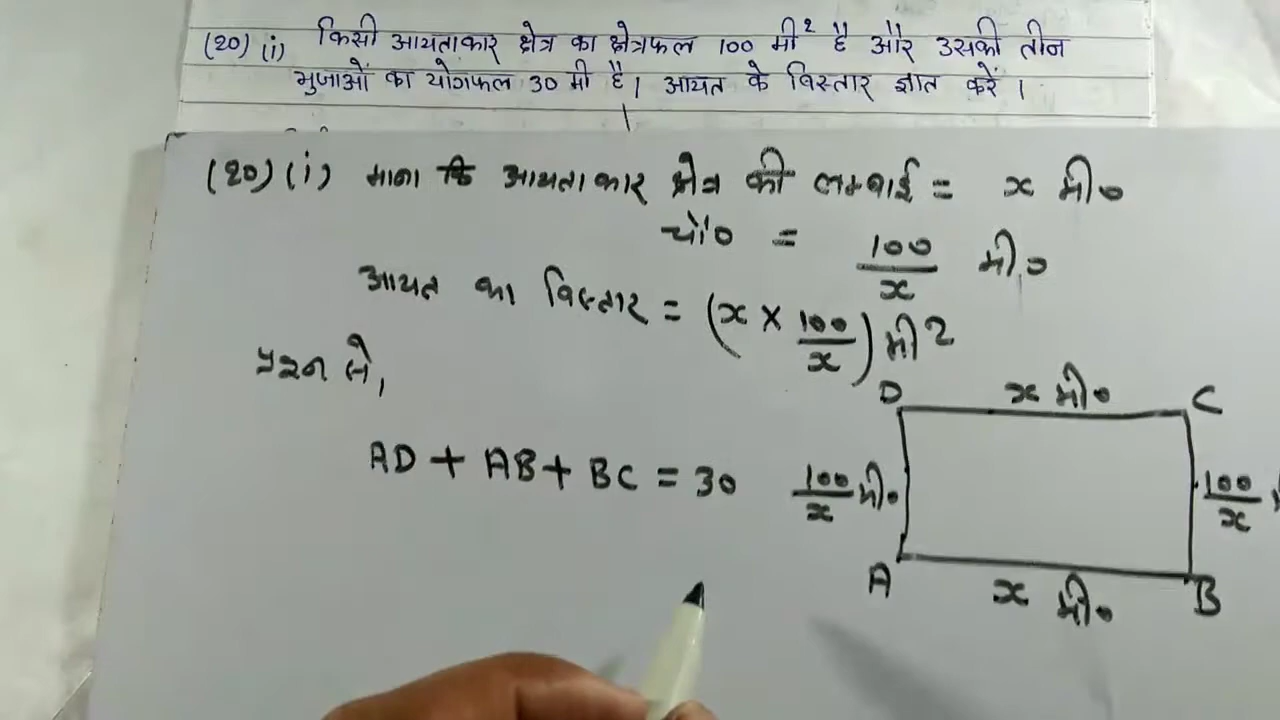 (20) (i) किसी आयताकार क्षेत्र का क्षेत्रफल 100 मी² है और उसकी तीन
भुजाओं का योगफल 30 मी है। आयत के विस्तार ज्ञात करें।
(20) (i) माना कि आयताकार क्षेत्र की लम्बाई = x मी०
चौ० = 100/x मी०
आयत का विस्तार = (x × 100/x) मी²
प्रश्न से,
AD + AB + BC = 30
D x मी० C
100/x मी०
100/x
A x मी० B